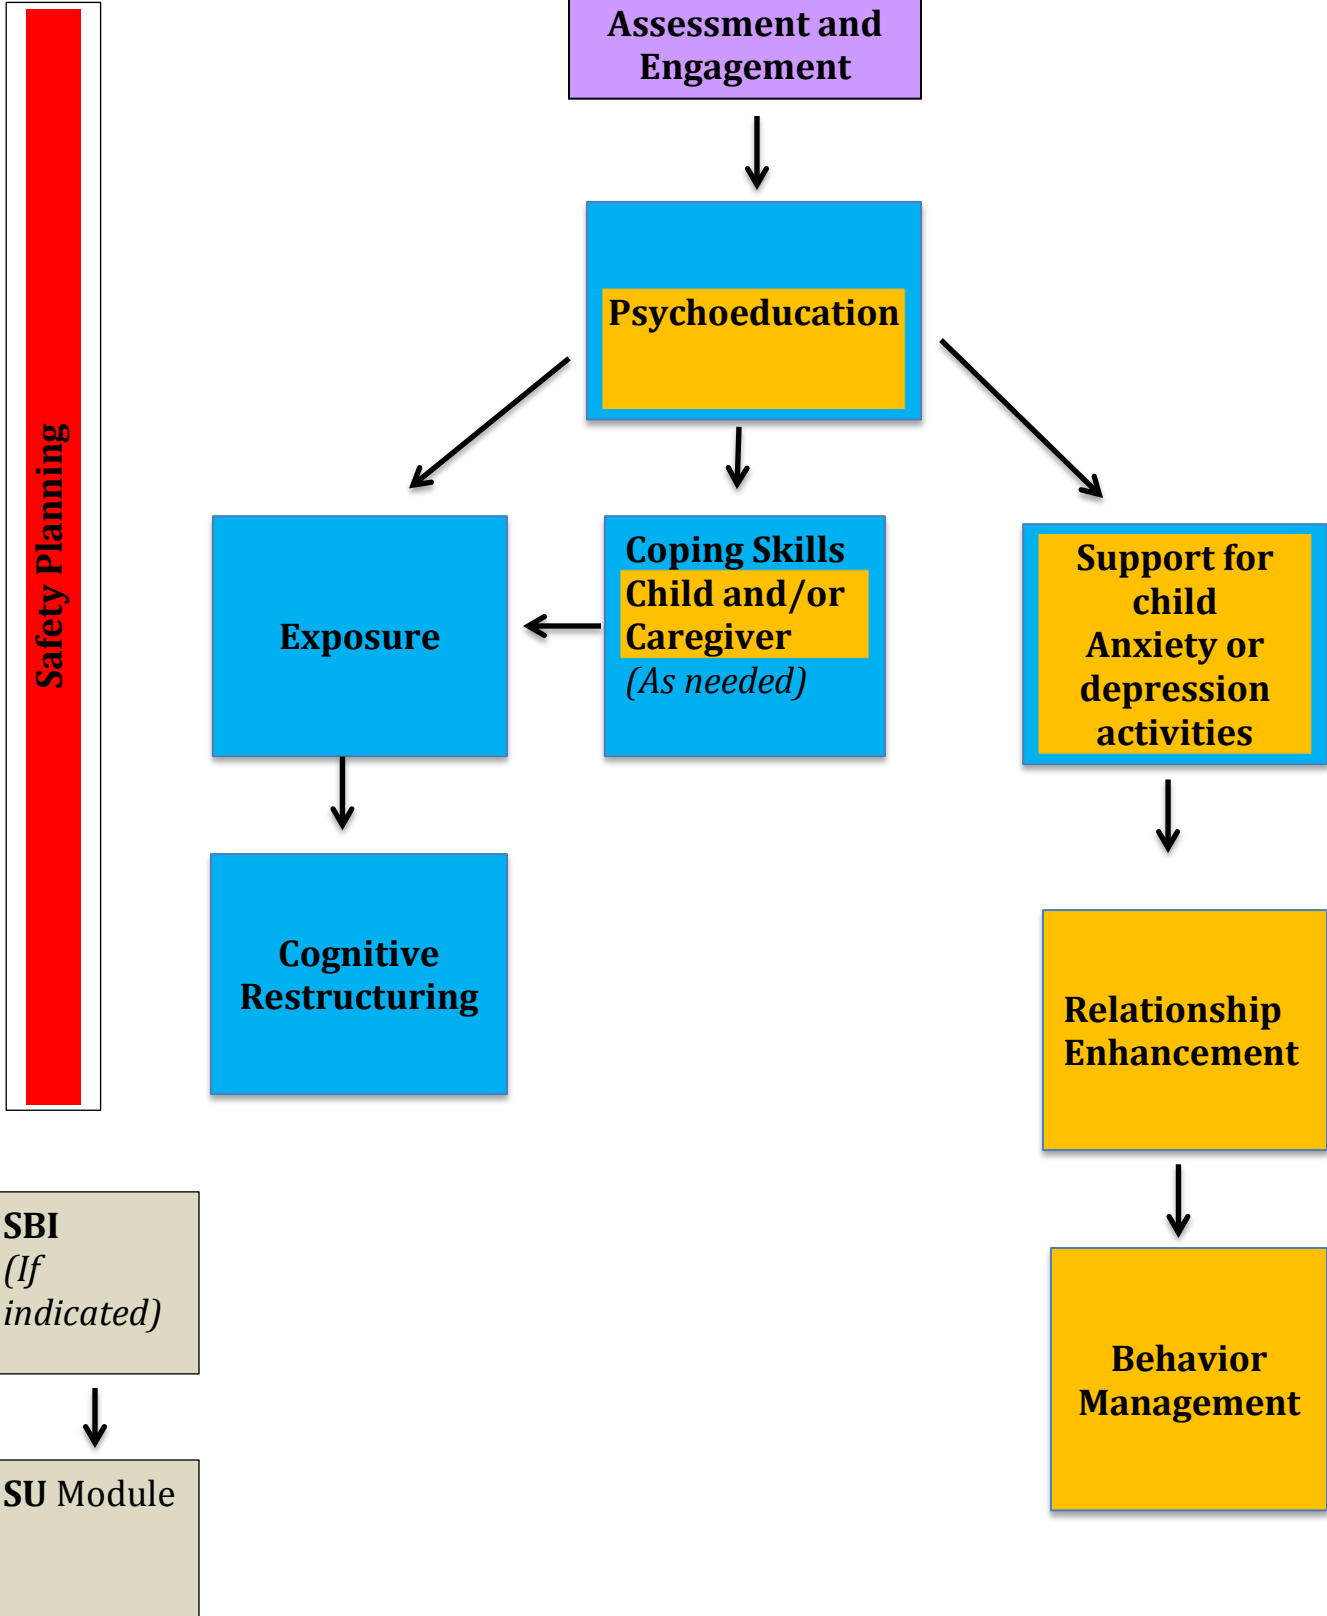 Assessment and
Engagement
Psychoeducation
Safety Planning
Exposure
Coping Skills
Child and/or
Caregiver
(As needed)
Support for
child
Anxiety or
depression
activities
Cognitive
Restructuring
Relationship
Enhancement
SBI
(If
indicated)
Behavior
Management
SU Module